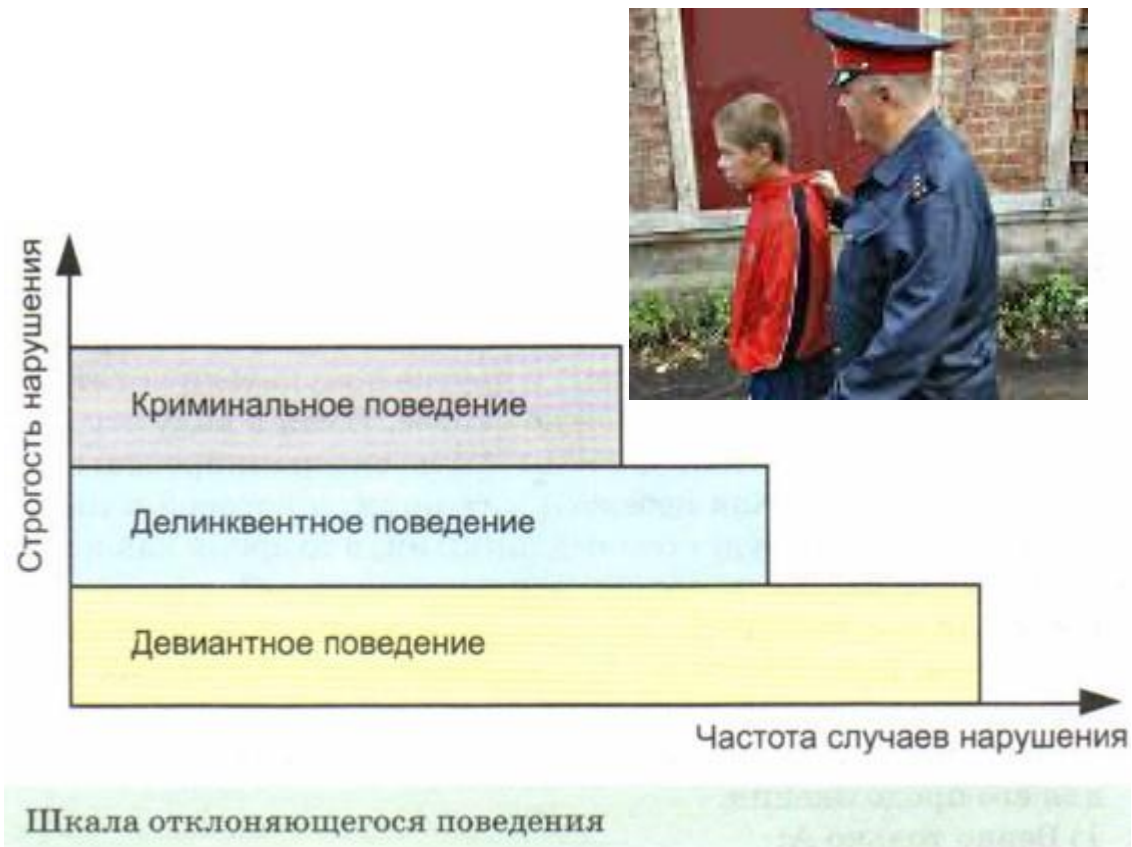 Строгость нарушения
Криминальное поведение
Делинквентное поведение
Девиантное поведение
Частота случаев нарушения
Шкала отклоняющегося поведения